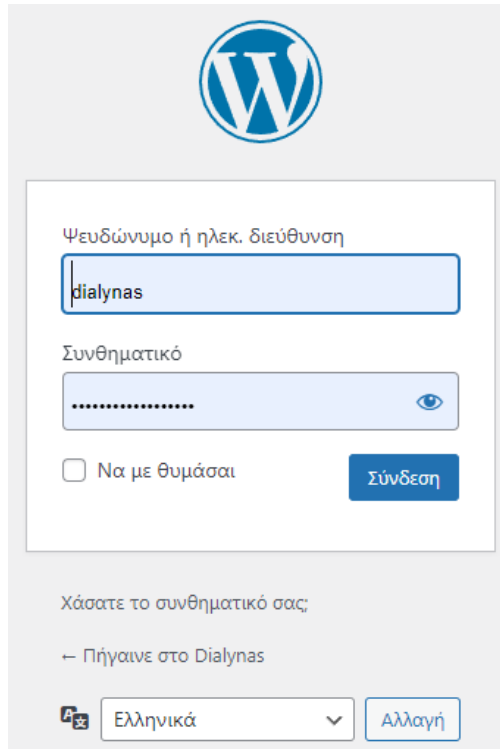 Ψευδώνυμο ή ηλεκ. διεύθυνση
dialynas
Συνθηματικό
••••••••••••••••••
Να με θυμάσαι
Σύνδεση
Χάσατε το συνθηματικό σας;
← Πήγαινε στο Dialynas
Ελληνικά
Αλλαγή